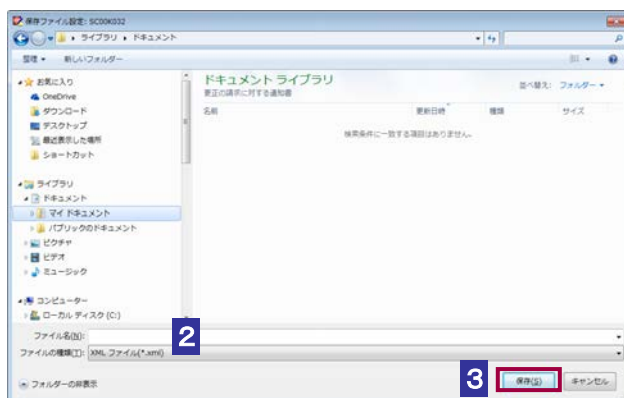 保存ファイル設定: SC00K032
ライブラリ ▸ ドキュメント ▸
整理 新しいフォルダー
お気に入り
OneDrive
ダウンロード
デスクトップ
最近表示した場所
ショートカット
ライブラリ
ドキュメント
マイ ドキュメント
パブリックのドキュメント
ピクチャ
ビデオ
ミュージック
コンピューター
ローカル ディスク (C:)
ドキュメント ライブラリ
更正の請求に対する通知書
並べ替え: フォルダー
名前 更新日時 種類 サイズ
検索条件に一致する項目はありません。
ファイル名(N):
2
ファイルの種類(T): XML ファイル(*.xml)
フォルダーの非表示
3
保存(S) キャンセル